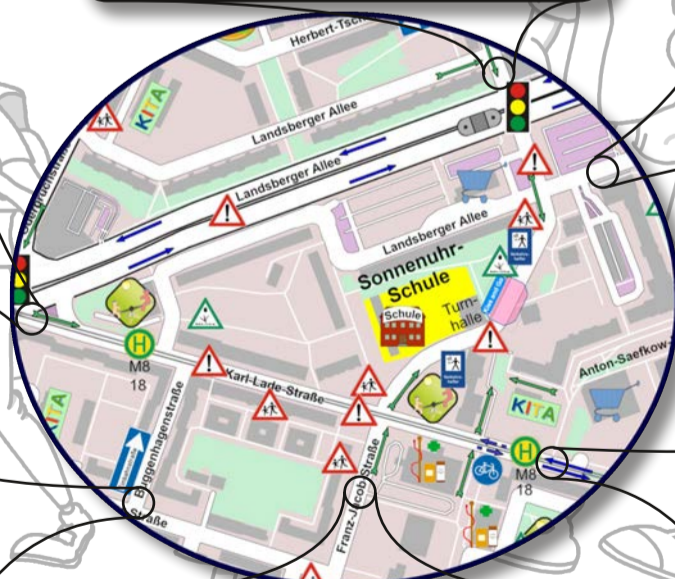 Herbert-Tsch
KITA
Landsberger Allee
Landsberger Allee
Landsberger Allee
Sonnenuhr-
Schule
Schule
Turn-
halle
H
M8
18
Karl-Lade-Straße
Anton-Saefkow-
KITA
ITA
Buggenhagenstraße
Straße
Franz-Jacob-Straße
H
M8
18